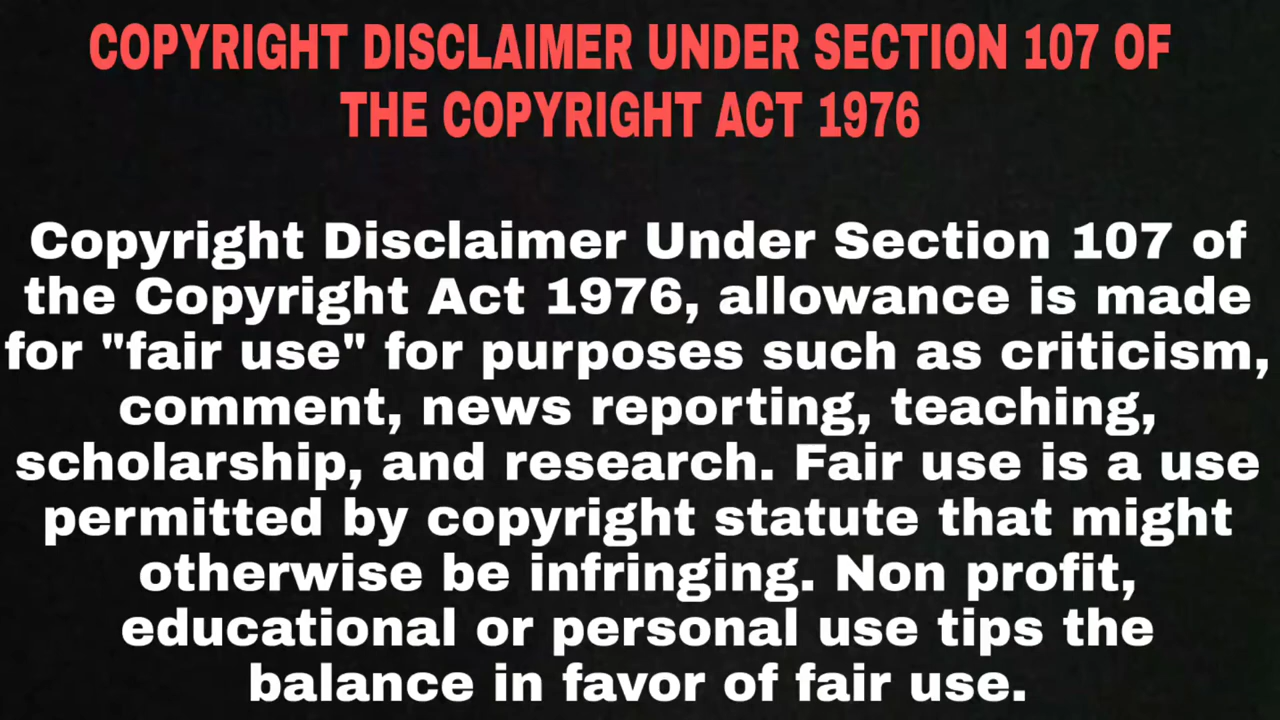 COPYRIGHT DISCLAIMER UNDER SECTION 107 OF
THE COPYRIGHT ACT 1976
Copyright Disclaimer Under Section 107 of
the Copyright Act 1976, allowance is made
for "fair use" for purposes such as criticism,
comment, news reporting, teaching,
scholarship, and research. Fair use is a use
permitted by copyright statute that might
otherwise be infringing. Non profit,
educational or personal use tips the
balance in favor of fair use.